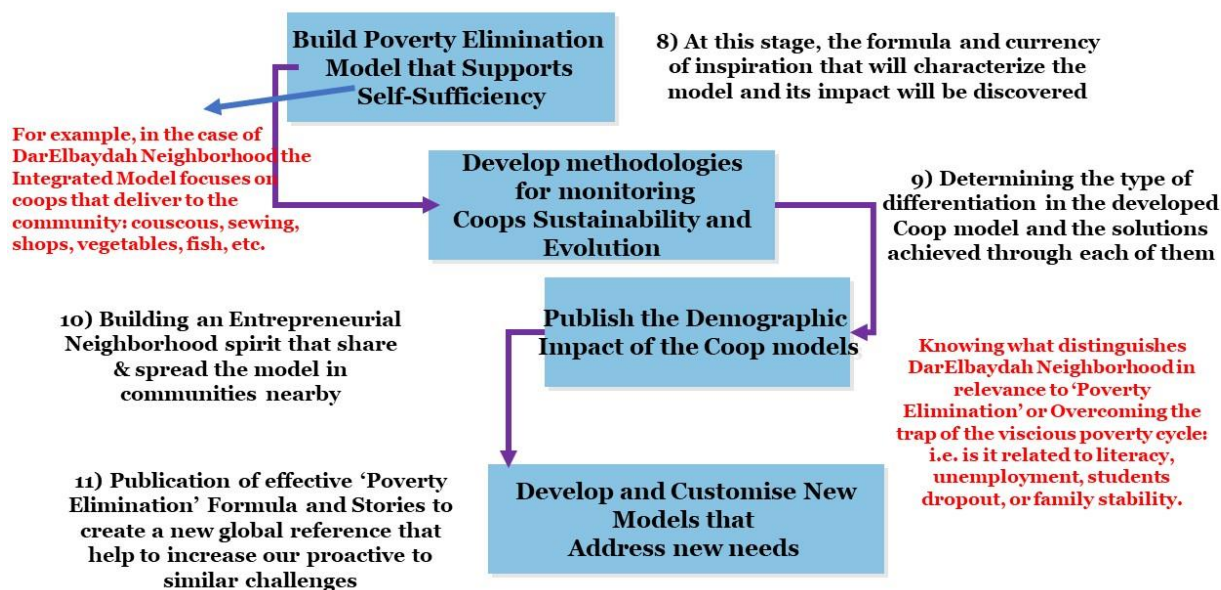 Build Poverty Elimination
Model that Supports
Self-Sufficiency
8) At this stage, the formula and currency
of inspiration that will characterize the
model and its impact will be discovered
For example, in the case of
DarElbaydah Neighborhood the
Integrated Model focuses on
coops that deliver to the
community: couscous, sewing,
shops, vegetables, fish, etc.
Develop methodologies
for monitoring
Coops Sustainability and
Evolution
9) Determining the type of
differentiation in the developed
Coop model and the solutions
achieved through each of them
10) Building an Entrepreneurial
Neighborhood spirit that share
& spread the model in
communities nearby
Publish the Demographic
Impact of the Coop models
Knowing what distinguishes
DarElbaydah Neighborhood in
relevance to ‘Poverty
Elimination’ or Overcoming the
trap of the viscious poverty cycle:
i.e. is it related to literacy,
unemployment, students
dropout, or family stability.
11) Publication of effective ‘Poverty
Elimination’ Formula and Stories to
create a new global reference that
help to increase our proactive to
similar challenges
Develop and Customise New
Models that
Address new needs